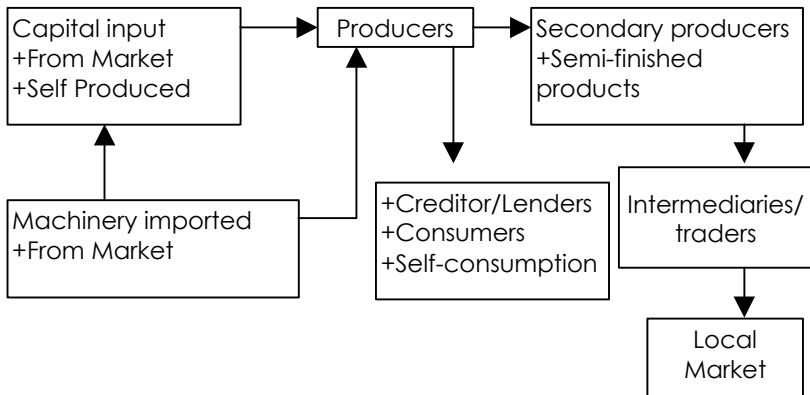 Capital input
+From Market
+Self Produced
Producers
Secondary producers
+Semi-finished
products
Machinery imported
+From Market
+Creditor/Lenders
+Consumers
+Self-consumption
Intermediaries/
traders
Local
Market